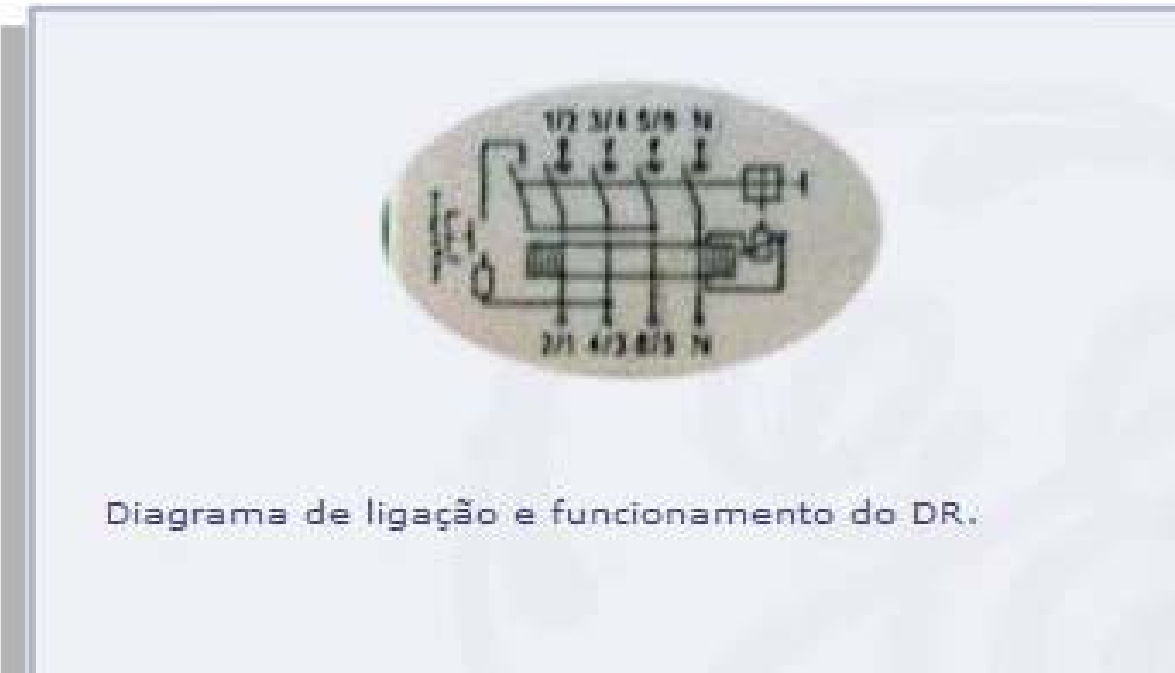 1/2 3/4 5/6 N
2/1 4/3 6/5 N
Diagrama de ligação e funcionamento do DR.